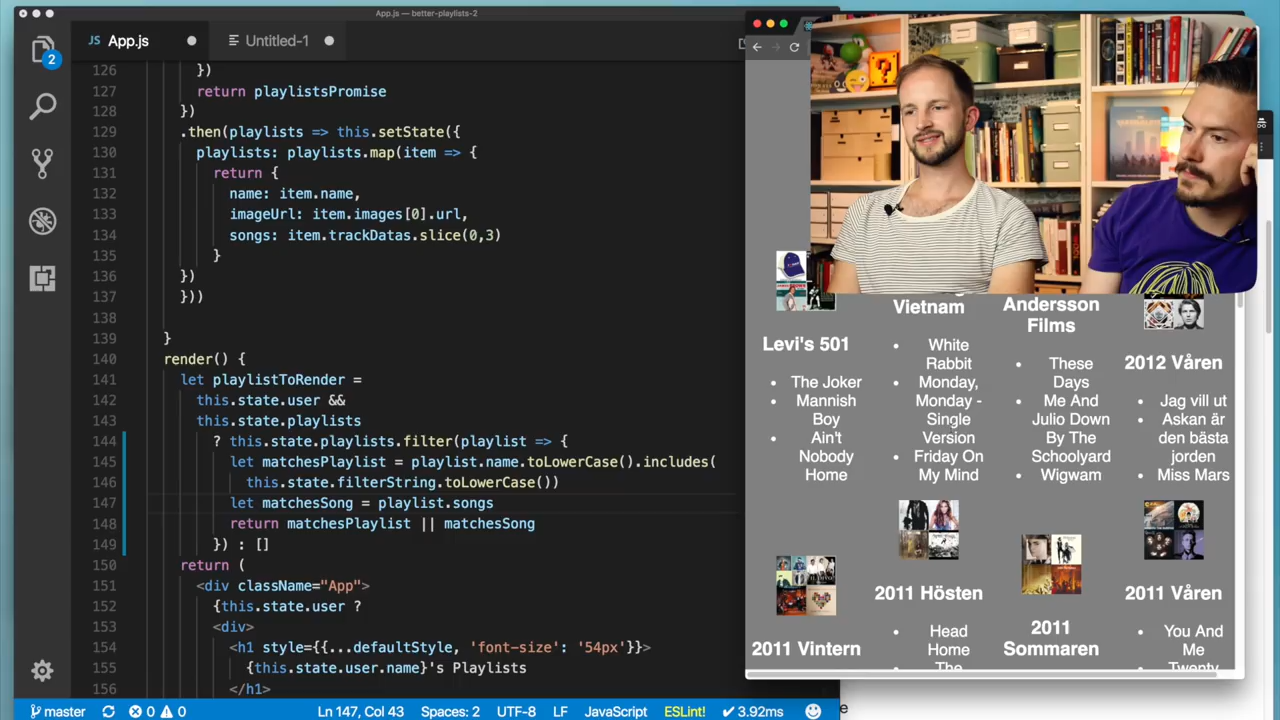 App.js — better-playlists-2
JS App.js
Untitled-1
2
126 })
127 return playlistsPromise
128 })
129 .then(playlists => this.setState({
130 playlists: playlists.map(item => {
131 return {
132 name: item.name,
133 imageUrl: item.images[0].url,
134 songs: item.trackDatas.slice(0,3)
135 }
136 })
137 }))
138
139 }
140 render() {
141 let playlistToRender =
142 this.state.user &&
143 this.state.playlists
144 ? this.state.playlists.filter(playlist => {
145 let matchesPlaylist = playlist.name.toLowerCase().includes(
146 this.state.filterString.toLowerCase())
147 let matchesSong = playlist.songs
148 return matchesPlaylist || matchesSong
149 }) : []
150 return (
151 <div className="App">
152 {this.state.user ?
153 <div>
154 <h1 style={{...defaultStyle, 'font-size': '54px'}}>
155 {this.state.user.name}'s Playlists
156 </h1>
master
0
0
Ln 147, Col 43
Spaces: 2
UTF-8
LF
JavaScript
ESLint!
✔ 3.92ms
Levi's 501
The Joker
Mannish
Boy
Ain't
Nobody
Home
Vietnam
White
Rabbit
Monday,
Monday -
Single
Version
Friday On
My Mind
Andersson
Films
These
Days
Me And
Julio Down
By The
Schoolyard
Wigwam
2012 Våren
Jag vill ut
Askan är
den bästa
jorden
Miss Mars
2011 Vintern
2011 Hösten
Head
Home
The
2011
Sommaren
2011 Våren
You And
Me
Twenty